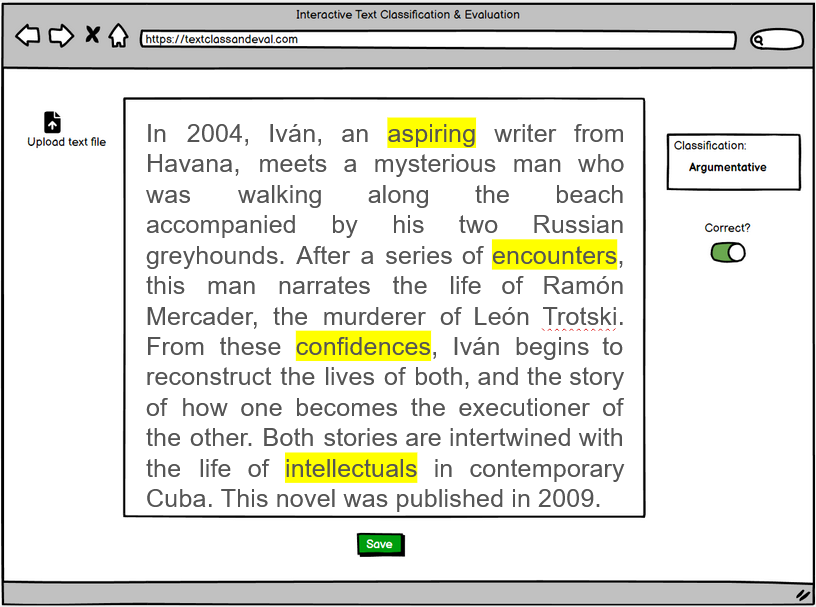 Interactive Text Classification & Evaluation
https://textclassandeval.com
Upload text file
In 2004, Iván, an aspiring writer from
Havana, meets a mysterious man who
was walking along the beach
accompanied by his two Russian
greyhounds. After a series of encounters,
this man narrates the life of Ramón
Mercader, the murderer of León Trotski.
From these confidences, Iván begins to
reconstruct the lives of both, and the story
of how one becomes the executioner of
the other. Both stories are intertwined with
the life of intellectuals in contemporary
Cuba. This novel was published in 2009.
Classification:
Argumentative
Correct?
Save